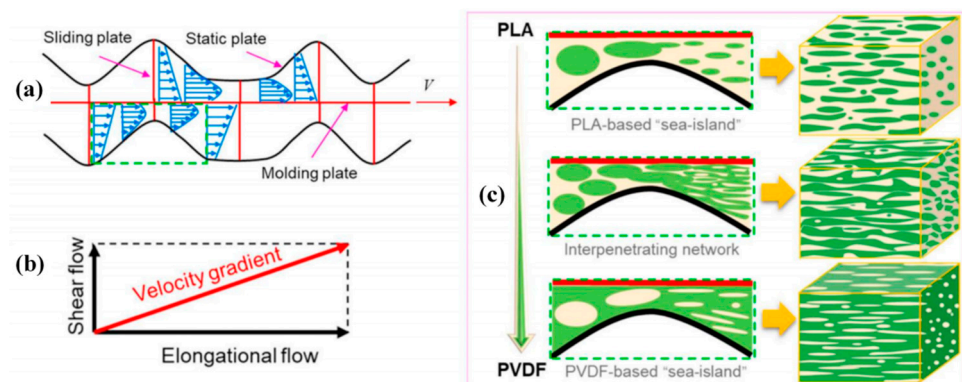 (a)
Sliding plate
Static plate
V
Molding plate
(b)
Shear flow
Velocity gradient
Elongational flow
(c)
PLA
PLA-based "sea-island"
Interpenetrating network
PVDF
PVDF-based "sea-island"